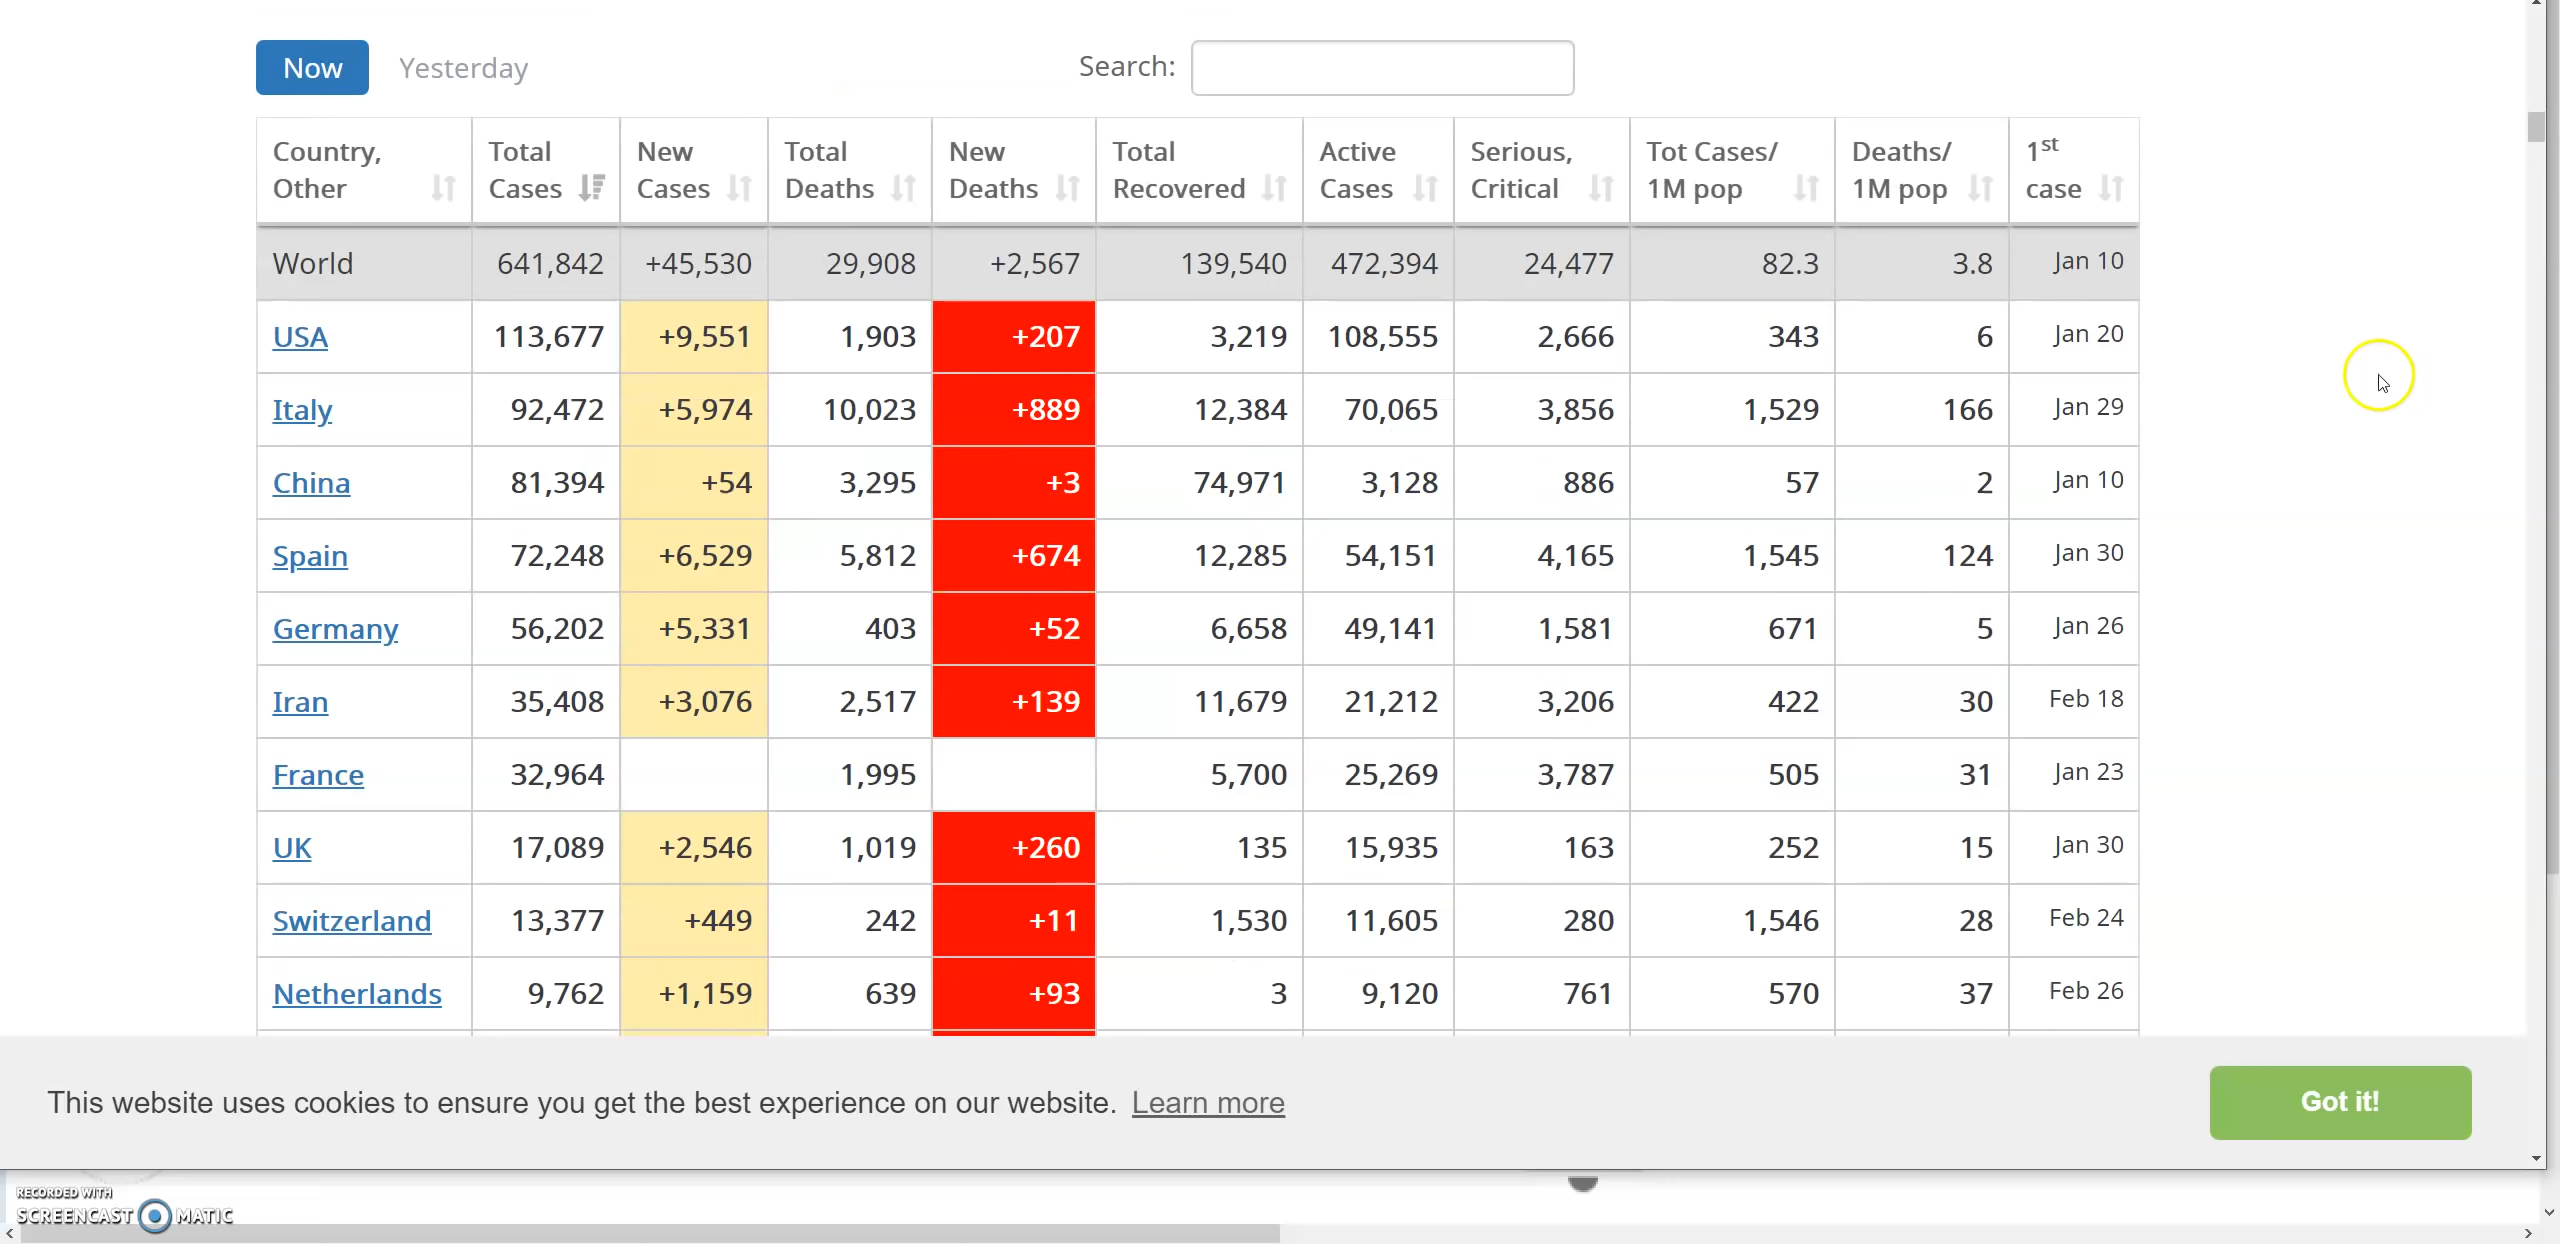 Now Yesterday Search:
Country, Other Total Cases New Cases Total Deaths New Deaths Total Recovered Active Cases Serious, Critical Tot Cases/ 1M pop Deaths/ 1M pop 1st case
World 641,842 +45,530 29,908 +2,567 139,540 472,394 24,477 82.3 3.8 Jan 10
USA 113,677 +9,551 1,903 +207 3,219 108,555 2,666 343 6 Jan 20
Italy 92,472 +5,974 10,023 +889 12,384 70,065 3,856 1,529 166 Jan 29
China 81,394 +54 3,295 +3 74,971 3,128 886 57 2 Jan 10
Spain 72,248 +6,529 5,812 +674 12,285 54,151 4,165 1,545 124 Jan 30
Germany 56,202 +5,331 403 +52 6,658 49,141 1,581 671 5 Jan 26
Iran 35,408 +3,076 2,517 +139 11,679 21,212 3,206 422 30 Feb 18
France 32,964 1,995 5,700 25,269 3,787 505 31 Jan 23
UK 17,089 +2,546 1,019 +260 135 15,935 163 252 15 Jan 30
Switzerland 13,377 +449 242 +11 1,530 11,605 280 1,546 28 Feb 24
Netherlands 9,762 +1,159 639 +93 3 9,120 761 570 37 Feb 26
This website uses cookies to ensure you get the best experience on our website. Learn more Got it!
RECORDED WITH
SCREENCAST MATIC